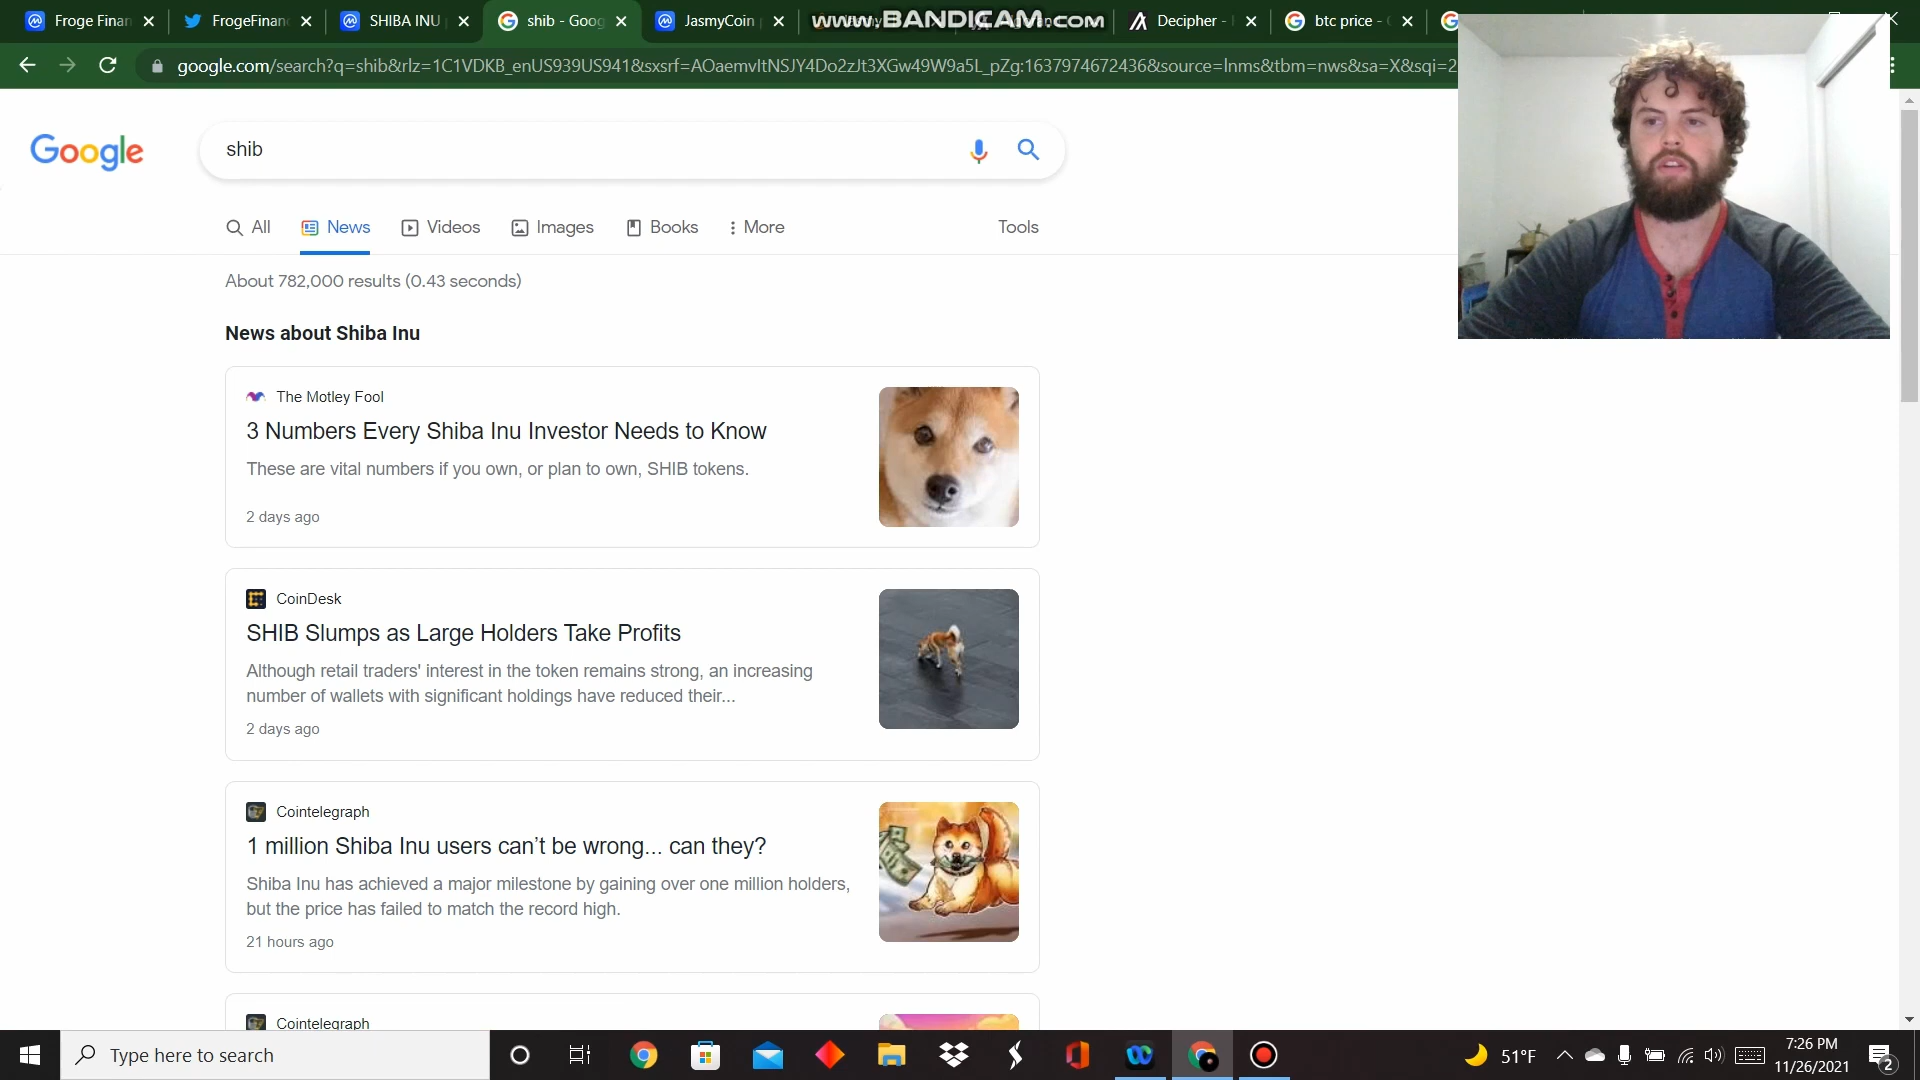 Froge Finan
FrogeFinan
SHIBA INU
shib - Goog
JasmyCoin
www.BANDICAM.com
Decipher -
btc price -
google.com/search?q=shib&rlz=1C1VDKB_enUS939US941&sxsrf=AOaemvItNSJY4Do2zJt3XGw49W9a5L_pZg:1637974672436&source=lnms&tbm=nws&sa=X&sqi=2
Google
shib
All
News
Videos
Images
Books
More
Tools
About 782,000 results (0.43 seconds)
News about Shiba Inu
The Motley Fool
3 Numbers Every Shiba Inu Investor Needs to Know
These are vital numbers if you own, or plan to own, SHIB tokens.
2 days ago
CoinDesk
SHIB Slumps as Large Holders Take Profits
Although retail traders' interest in the token remains strong, an increasing
number of wallets with significant holdings have reduced their...
2 days ago
Cointelegraph
1 million Shiba Inu users can’t be wrong... can they?
Shiba Inu has achieved a major milestone by gaining over one million holders,
but the price has failed to match the record high.
21 hours ago
Cointelegraph
Type here to search
51°F
7:26 PM
11/26/2021
2